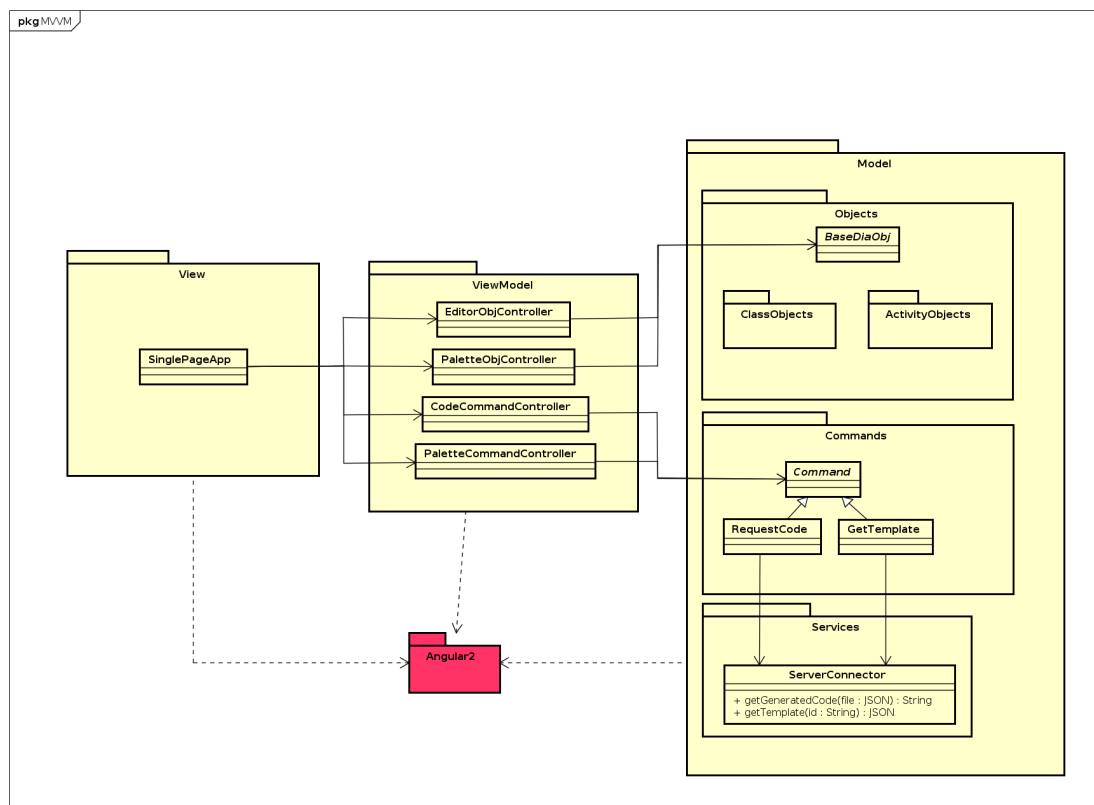 pkg MVVM
Model
Objects
BaseDiaObj
View
ViewModel
ClassObjects
ActivityObjects
EditorObjController
SinglePageApp
PaletteObjController
CodeCommandController
Commands
PaletteCommandController
Command
RequestCode
GetTemplate
Services
Angular2
ServerConnector
+ getGeneratedCode(file : JSON) : String
+ getTemplate(id : String) : JSON